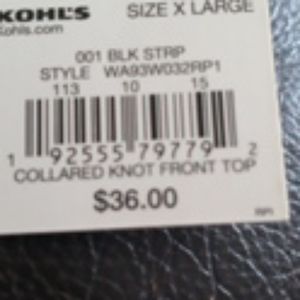 KOHL'S SIZE X LARGE
Kohls.com
001 BLK STRP
STYLE WA93W032RP1
113 10 15
1 92555 79779 2
COLLARED KNOT FRONT TOP
$36.00